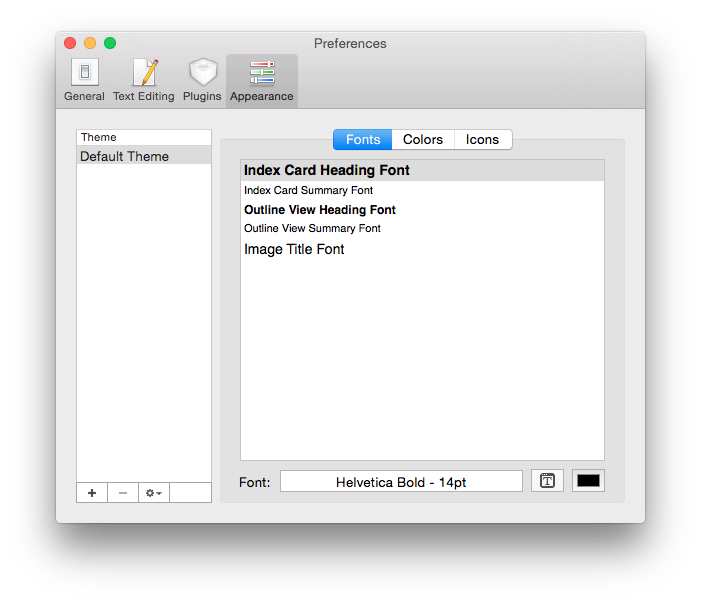 Preferences
General Text Editing Plugins Appearance
Theme
Default Theme
Fonts Colors Icons
Index Card Heading Font
Index Card Summary Font
Outline View Heading Font
Outline View Summary Font
Image Title Font
Font: Helvetica Bold - 14pt T